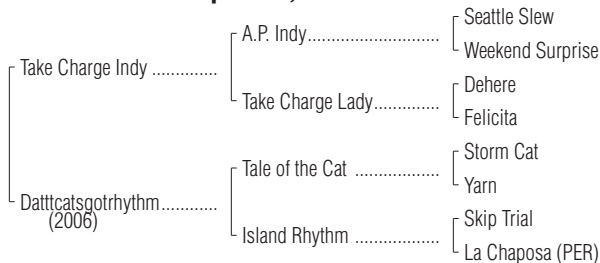 Seattle Slew
A.P. Indy
Weekend Surprise
Take Charge Indy
Dehere
Take Charge Lady
Felicita
Storm Cat
Tale of the Cat
Yarn
Datttcatsgotrhythm
(2006)
Skip Trial
Island Rhythm
La Chaposa (PER)